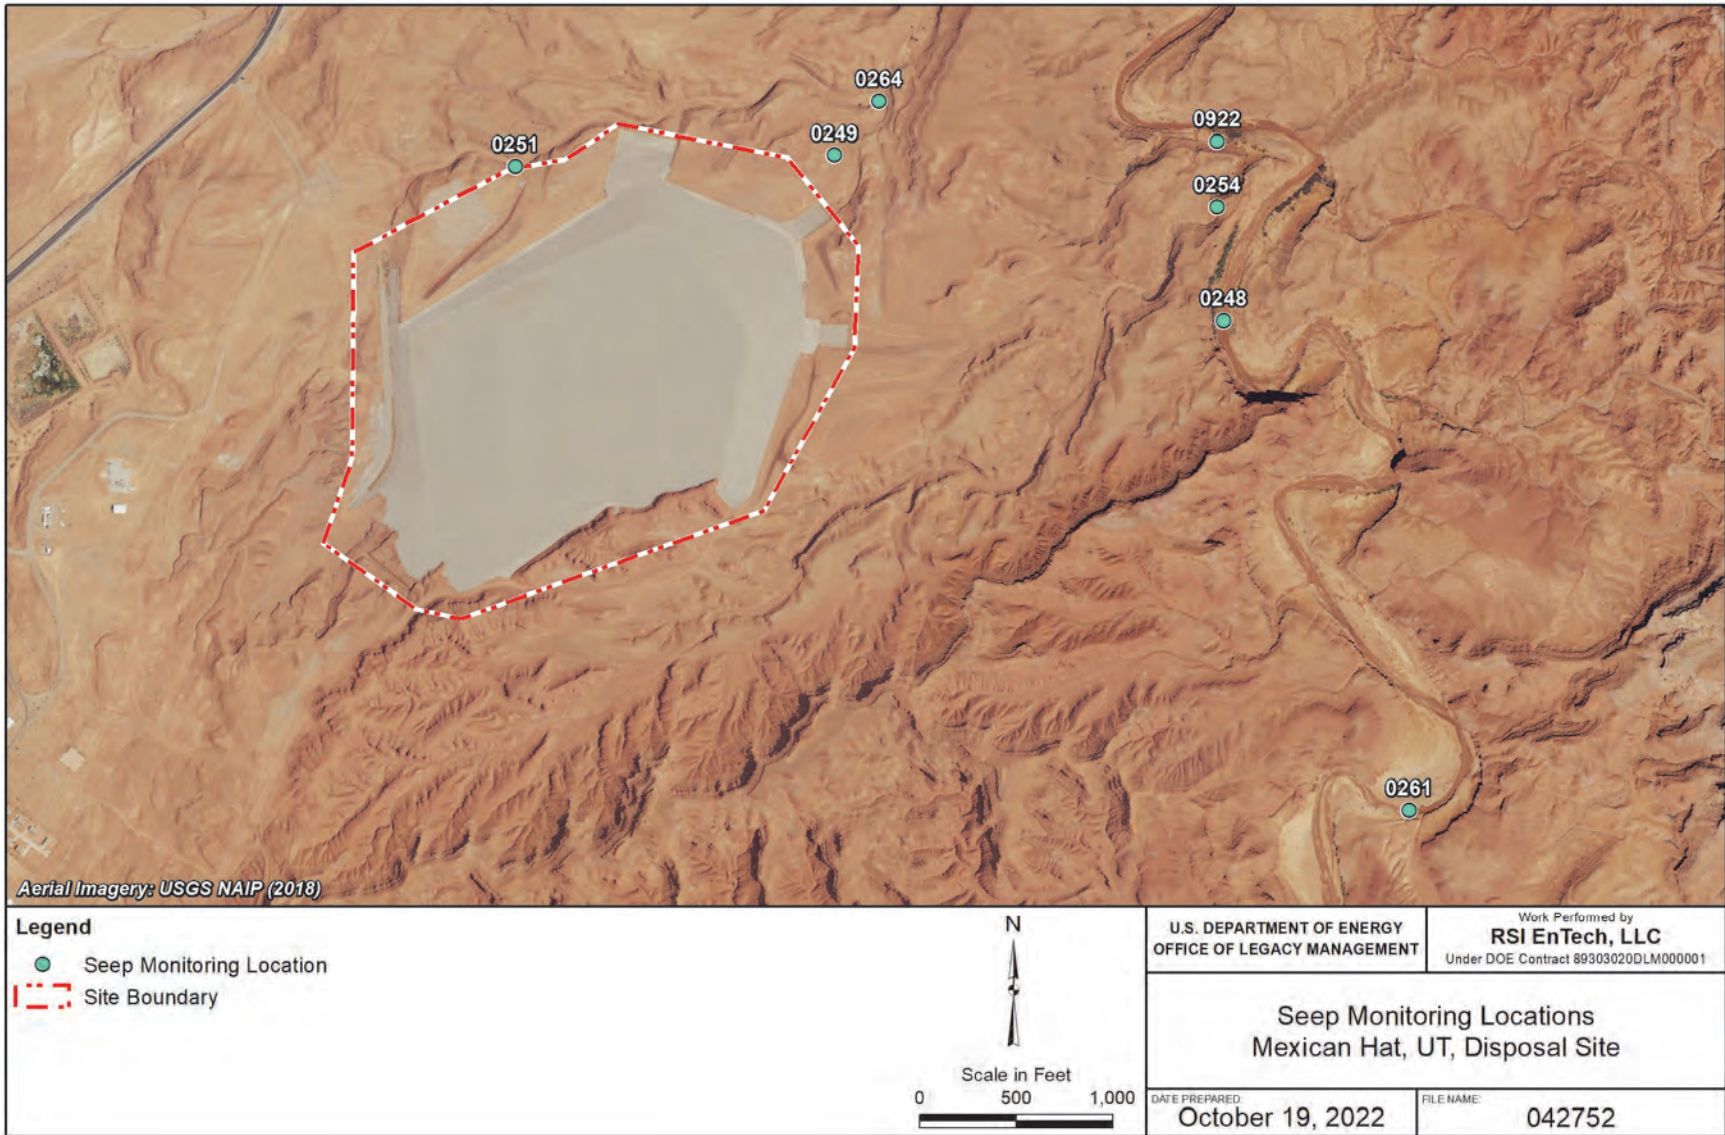 0264
0922
0251
0249
0254
0248
0261
Aerial Imagery: USGS NAIP (2018)
Legend
Seep Monitoring Location
Site Boundary
N
Scale in Feet
0 500 1,000
U.S. DEPARTMENT OF ENERGY
OFFICE OF LEGACY MANAGEMENT
Work Performed by
RSI EnTech, LLC
Under DOE Contract 89303020DLM000001
Seep Monitoring Locations
Mexican Hat, UT, Disposal Site
DATE PREPARED:
October 19, 2022
FILE NAME:
042752